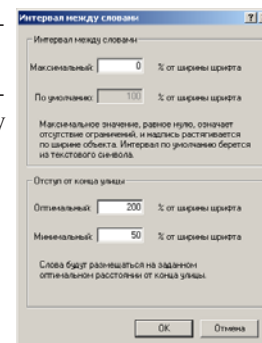 Интервал между словами
Интервал между словами
Максимальный: 0 % от ширины шрифта
По умолчанию: 100 % от ширины шрифта
Максимальное значение, равное нулю, означает
отсутствие ограничений, и надпись растягивается
по ширине объекта. Интервал по умолчанию берется
из текстового символа.
Отступ от конца улицы
Оптимальный: 200 % от ширины шрифта
Минимальный: 50 % от ширины шрифта
Слова будут размещаться на заданном
оптимальном расстоянии от конца улицы.
OK Отмена